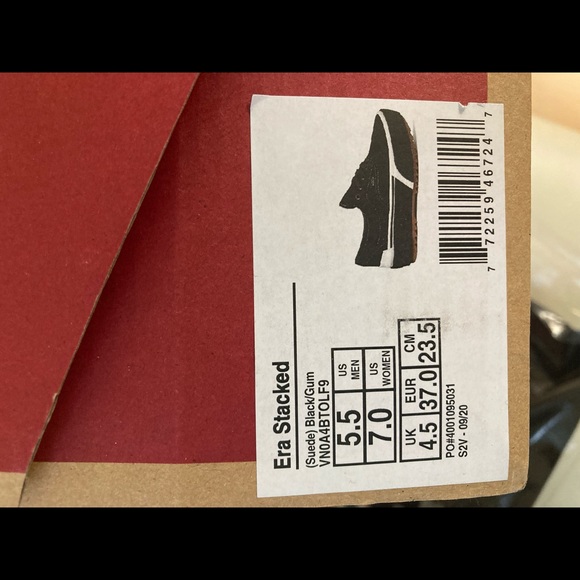 Era Stacked
(Suede) Black/Gum
VN0A4BTOLF9
5.5 US MEN
7.0 US WOMEN
UK EUR CM
4.5 37.0 23.5
PO#4001095031
S2V - 09/20
7 72259 46724 7